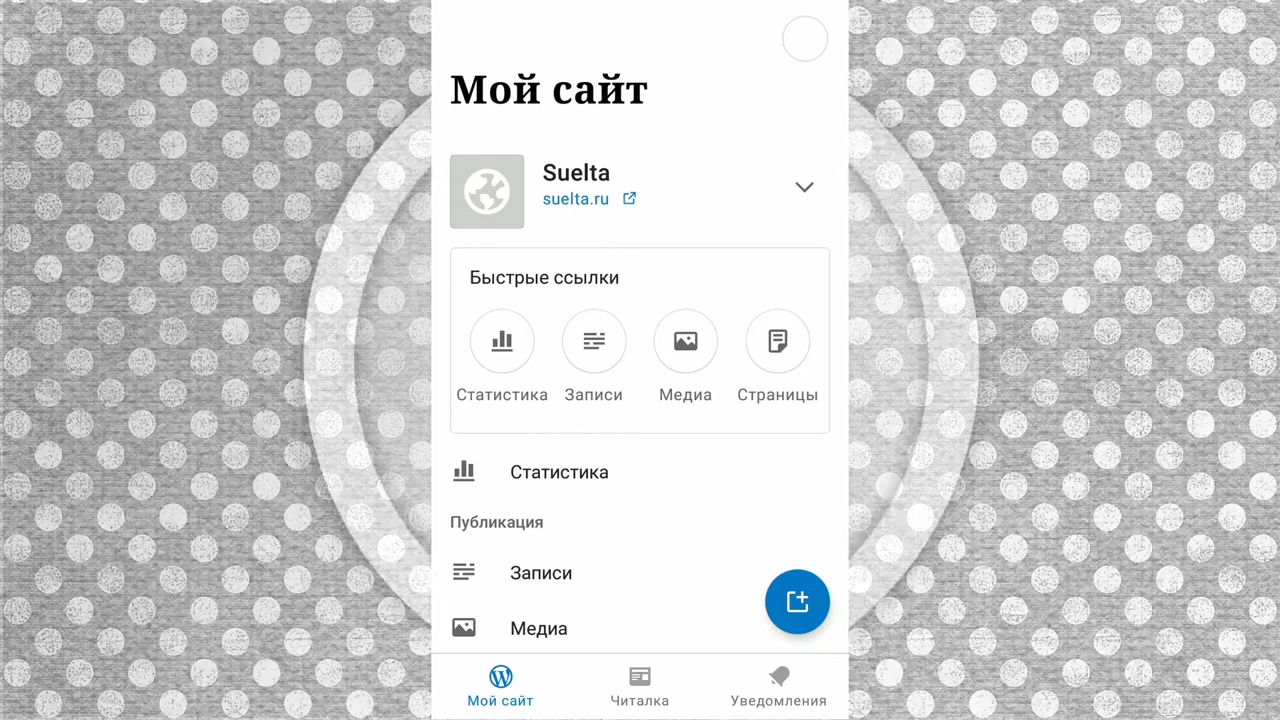 Мой сайт
Suelta
suelta.ru
Быстрые ссылки
Статистика Записи Медиа Страницы
Статистика
Публикация
Записи
Медиа
Мой сайт Читалка Уведомления